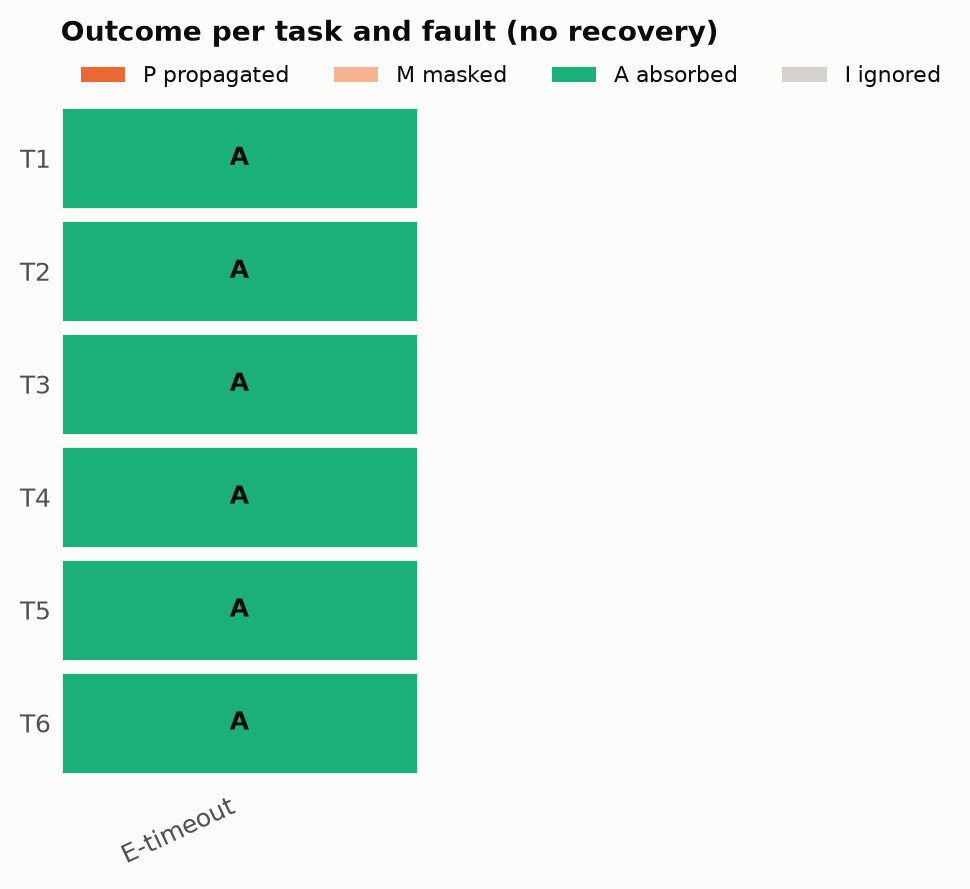 Outcome per task and fault (no recovery)
P propagated M masked A absorbed I ignored
T1 A
T2 A
T3 A
T4 A
T5 A
T6 A
E-timeout